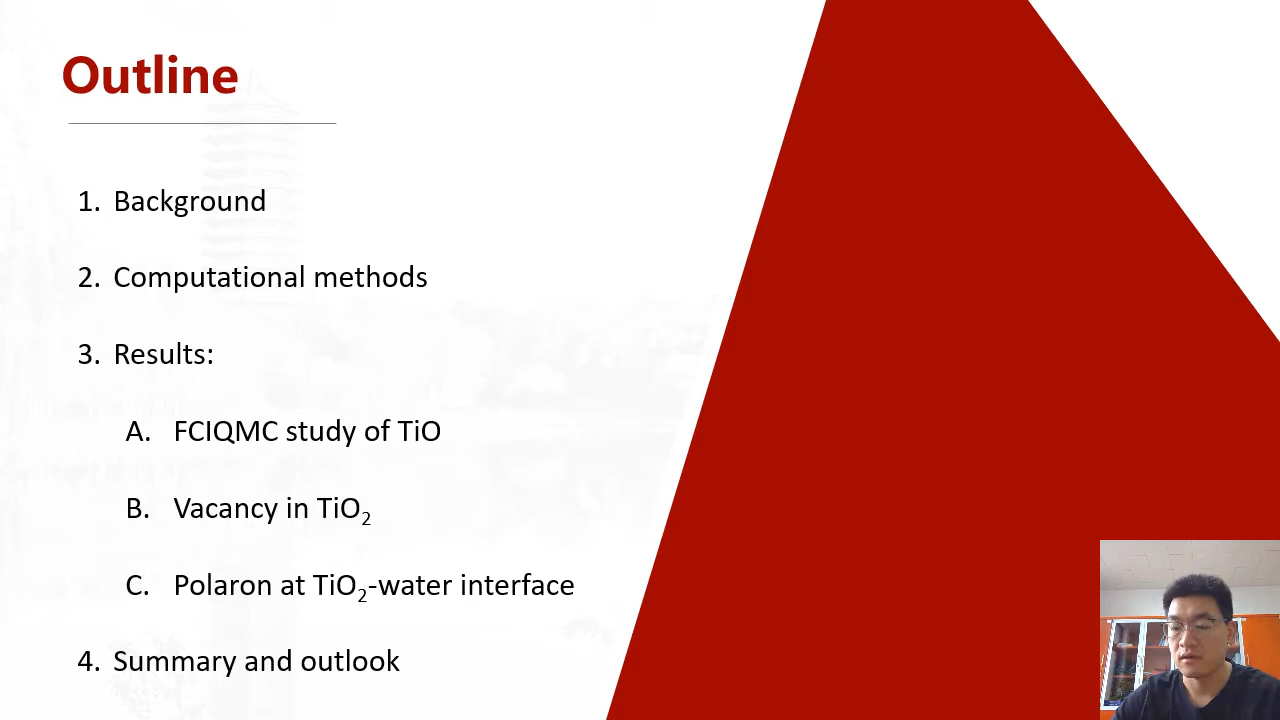 Outline
1. Background
2. Computational methods
3. Results:
A. FCIQMC study of TiO
B. Vacancy in TiO₂
C. Polaron at TiO₂-water interface
4. Summary and outlook